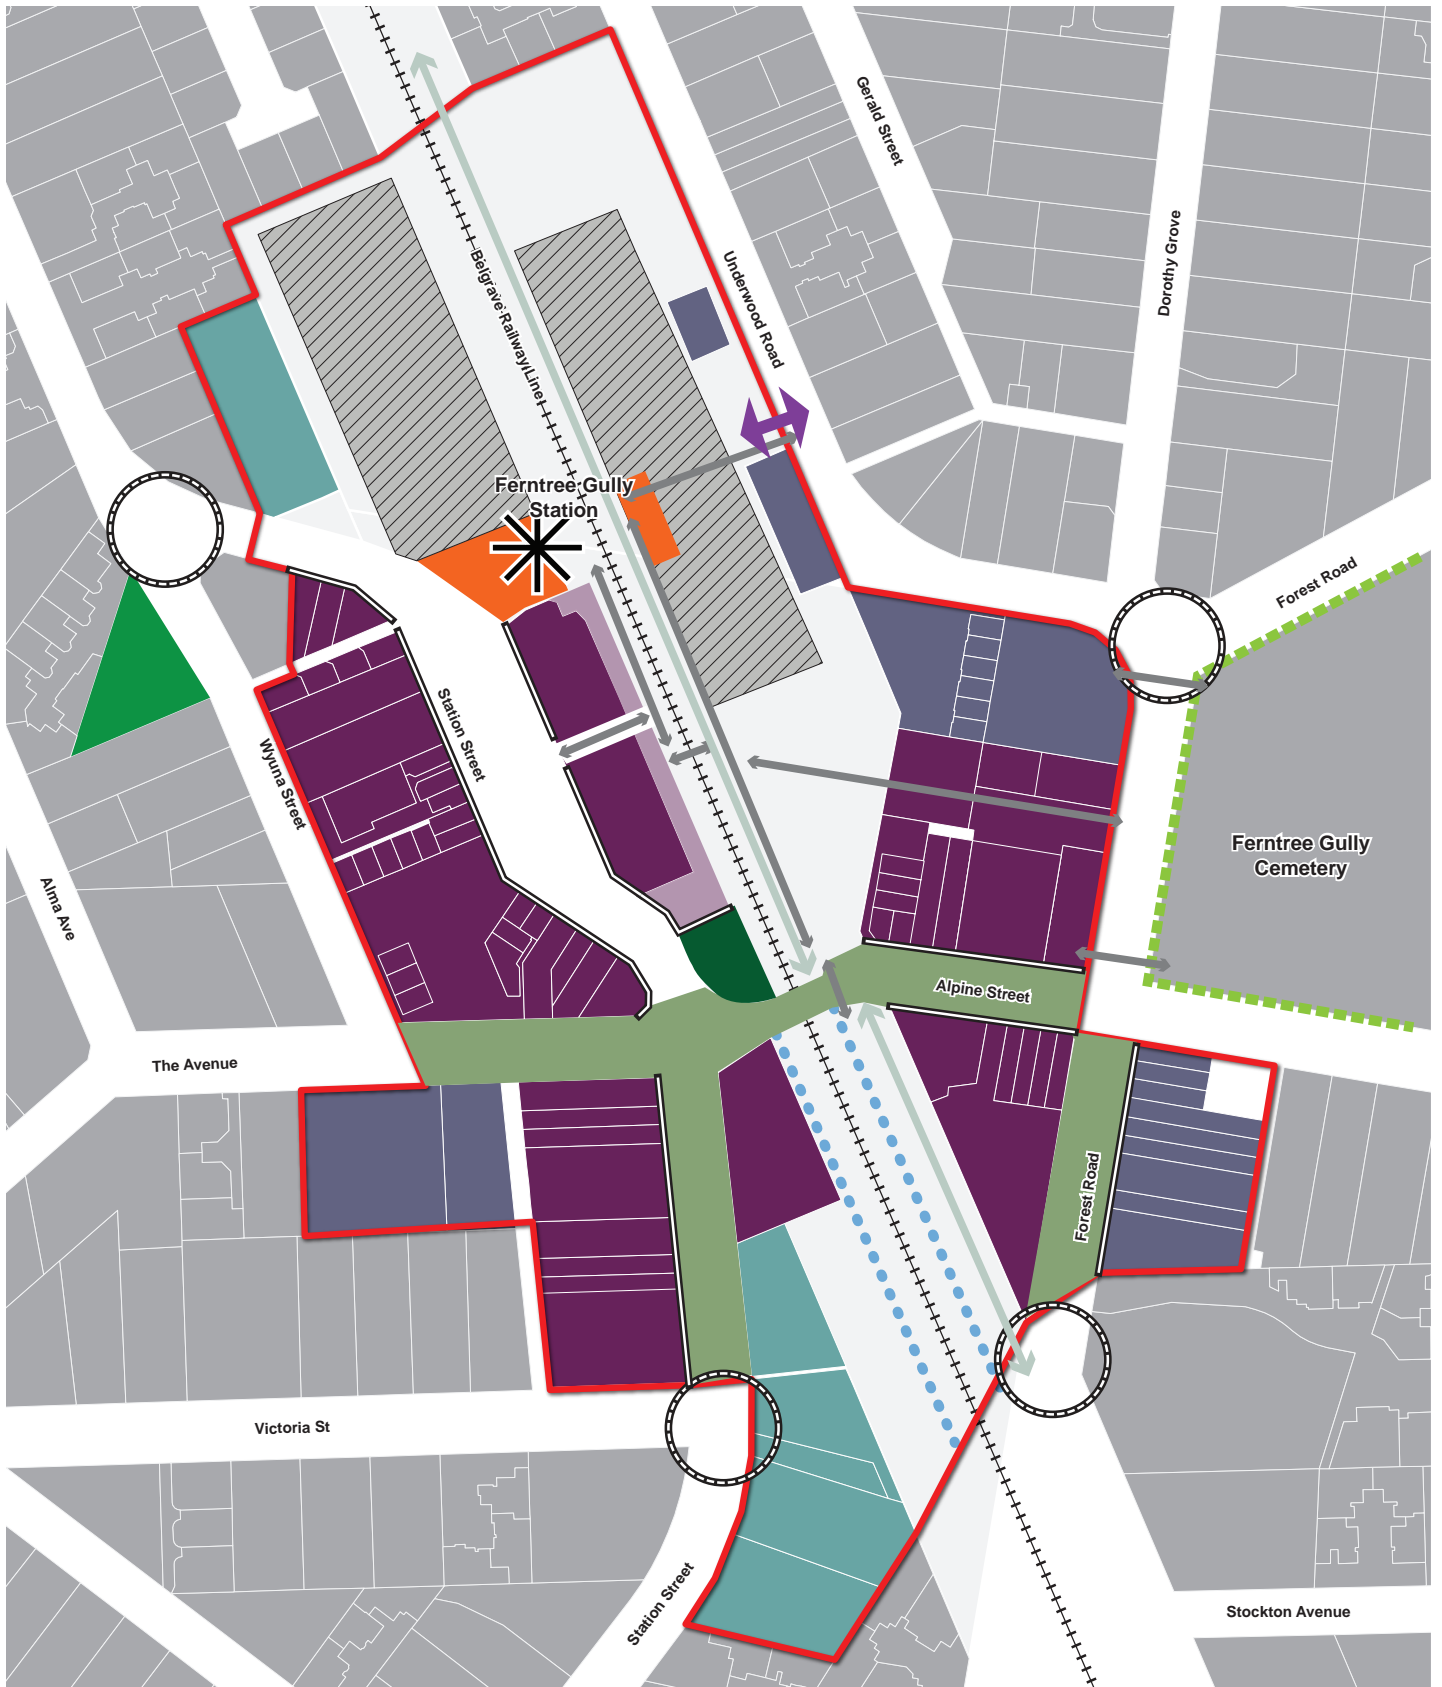 Gerald Street
Dorothy Grove
Underwood Road
Belgrave Railway Line
Ferntree Gully
Station
Forest Road
Station Street
Wyuna Street
Ferntree Gully
Cemetery
Alma Ave
Alpine Street
The Avenue
Forest Road
Victoria St
Station Street
Stockton Avenue